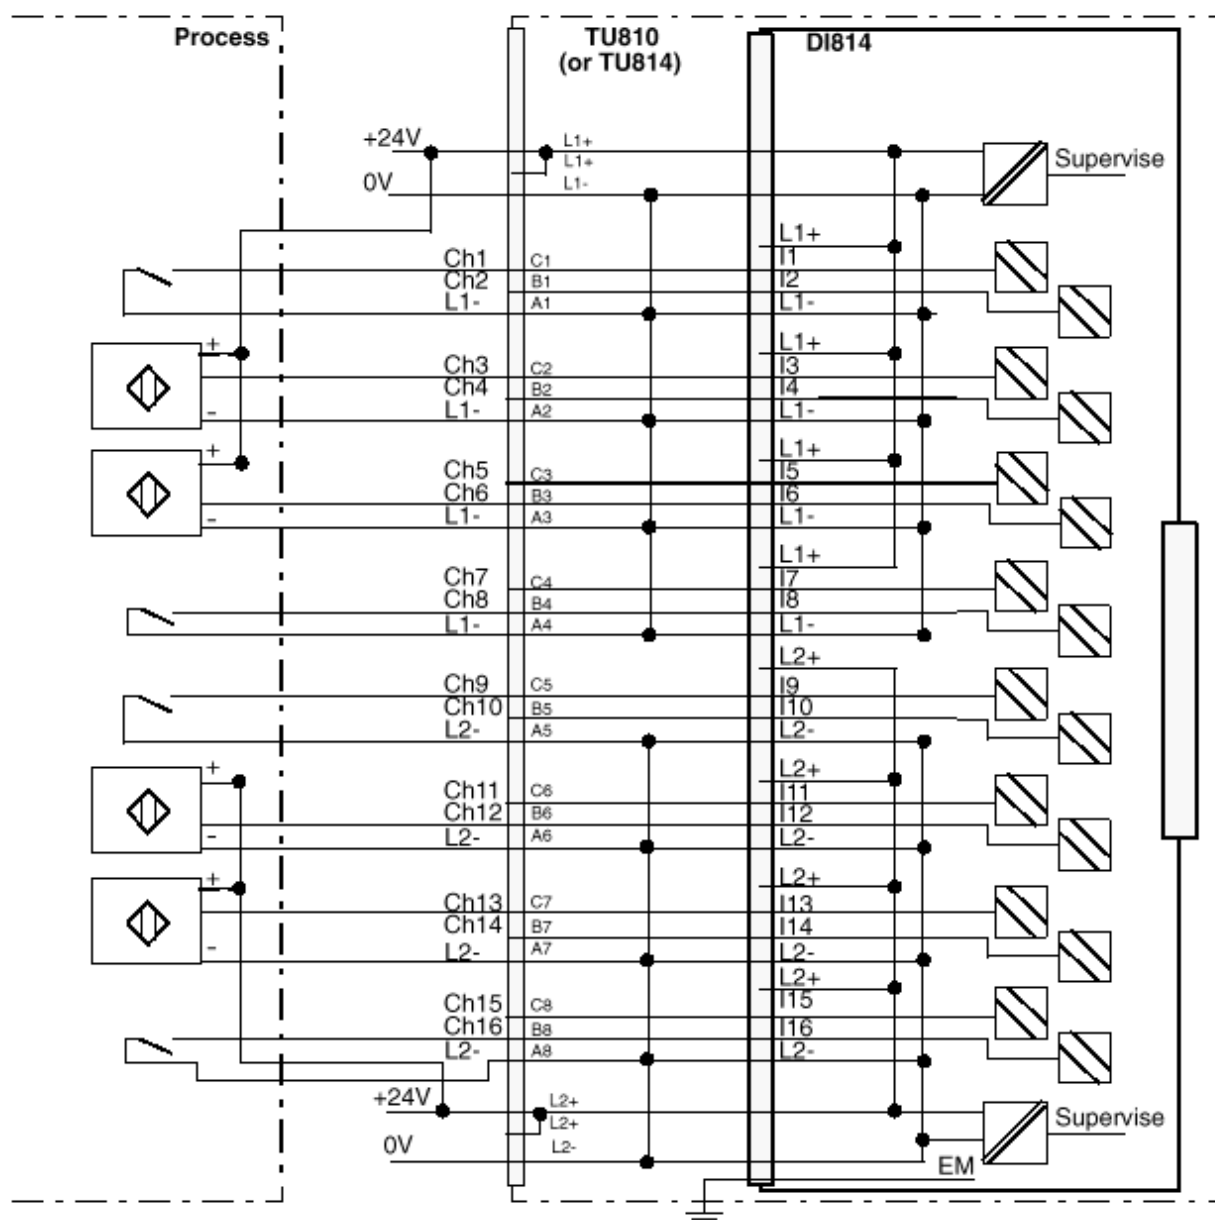 Process
TU810
(or TU814)
DI814
+24V
L1+
L1+
0V
L1-
Supervise
L1+
Ch1 C1 I1
Ch2 B1 I2
L1- A1 L1-
+
L1+
Ch3 C2 I3
Ch4 B2 I4
- L1- A2 L1-
+
L1+
Ch5 C3 I5
Ch6 B3 I6
- L1- A3 L1-
L1+
Ch7 C4 I7
Ch8 B4 I8
L1- A4 L1-
L2+
Ch9 C5 I9
Ch10 B5 I10
L2- A5 L2-
+
L2+
Ch11 C6 I11
Ch12 B6 I12
- L2- A6 L2-
+
L2+
Ch13 C7 I13
Ch14 B7 I14
- L2- A7 L2-
L2+
Ch15 C8 I15
Ch16 B8 I16
L2- A8 L2-
+24V
L2+
L2+
0V
L2-
Supervise
EM